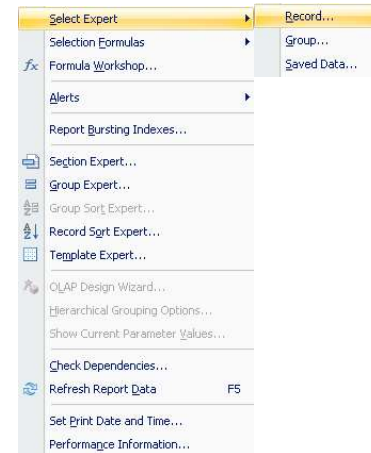 Select Expert
Record...
Selection Formulas
Group...
fx Formula Workshop...
Saved Data...
Alerts
Report Bursting Indexes...
Section Expert...
Group Expert...
Group Sort Expert...
Record Sort Expert...
Template Expert...
OLAP Design Wizard...
Hierarchical Grouping Options...
Show Current Parameter Values...
Check Dependencies...
Refresh Report Data F5
Set Print Date and Time...
Performance Information...